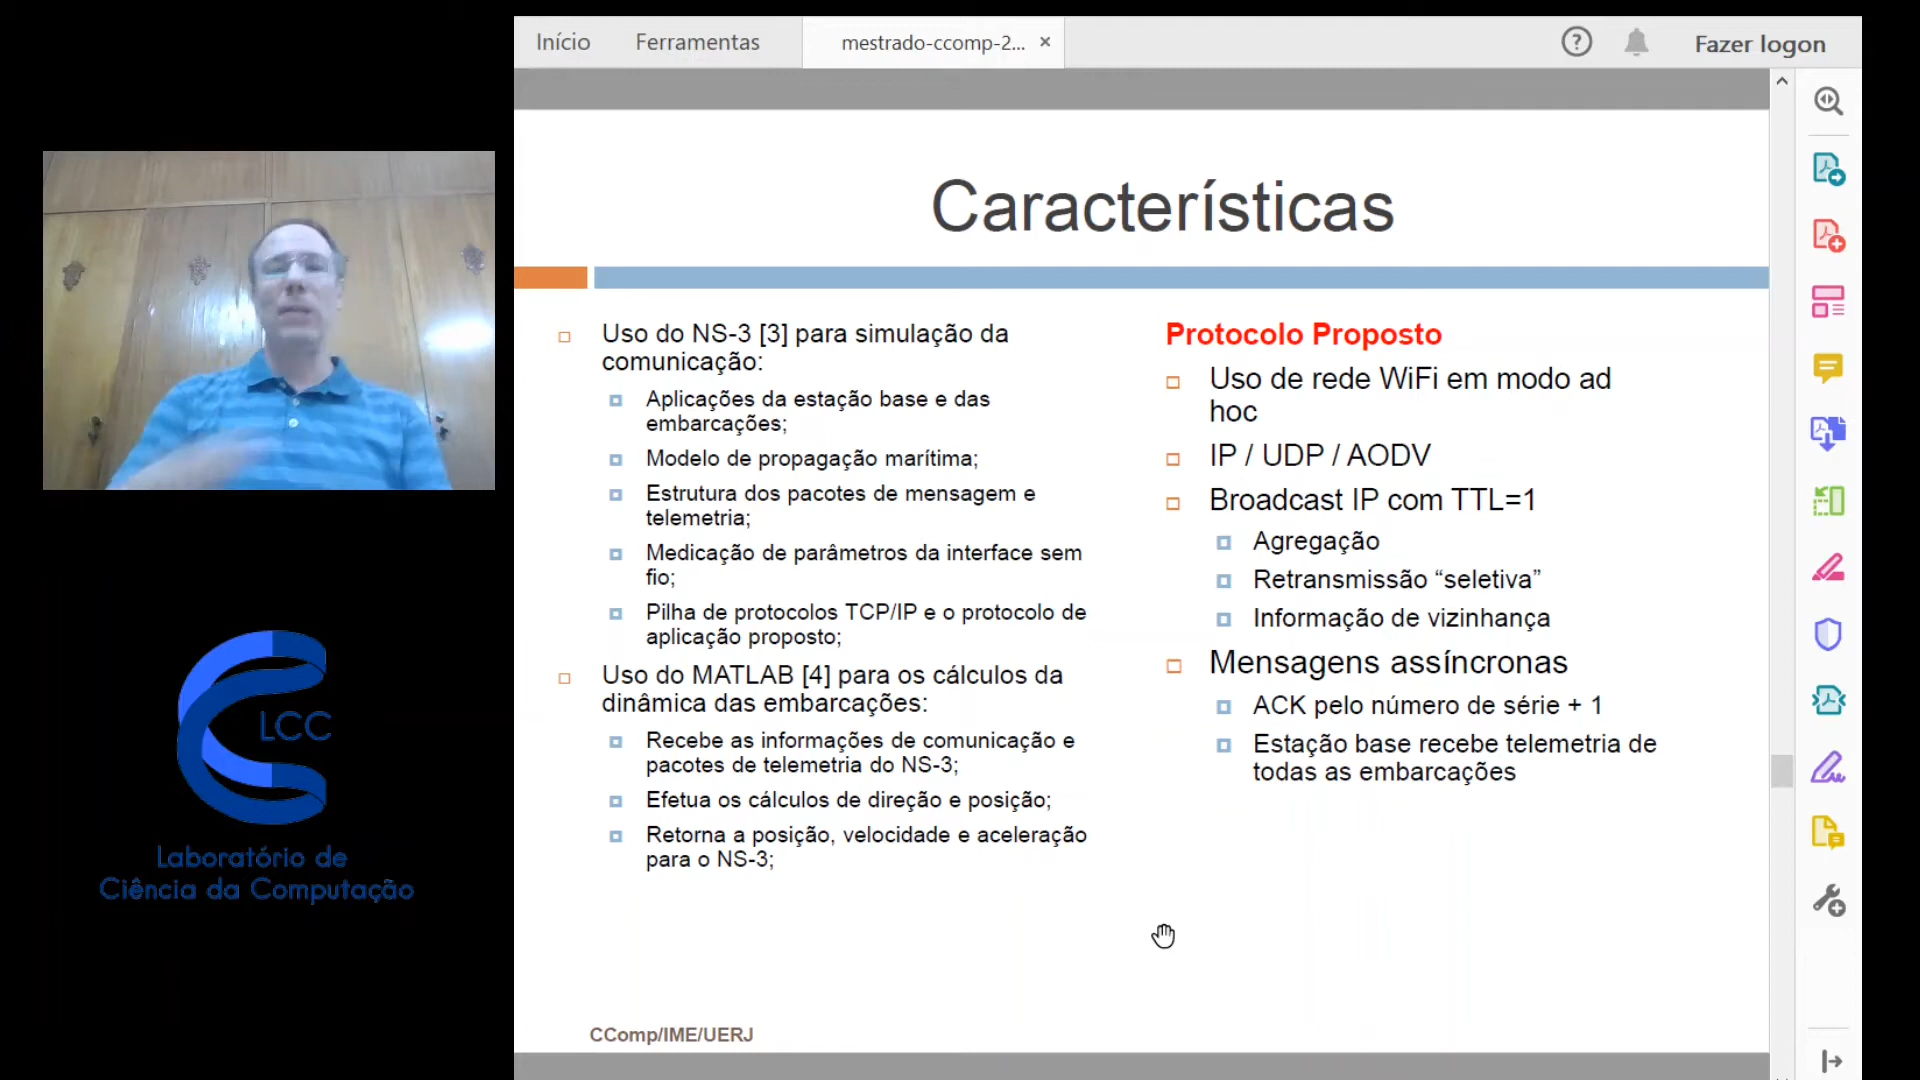 Início
Ferramentas
mestrado-ccomp-2... ×
Fazer logon
Características
Uso do NS-3 [3] para simulação da
comunicação:
Aplicações da estação base e das
embarcações;
Modelo de propagação marítima;
Estrutura dos pacotes de mensagem e
telemetria;
Medicação de parâmetros da interface sem
fio;
Pilha de protocolos TCP/IP e o protocolo de
aplicação proposto;
Uso do MATLAB [4] para os cálculos da
dinâmica das embarcações:
Recebe as informações de comunicação e
pacotes de telemetria do NS-3;
Efetua os cálculos de direção e posição;
Retorna a posição, velocidade e aceleração
para o NS-3;
Protocolo Proposto
Uso de rede WiFi em modo ad
hoc
IP / UDP / AODV
Broadcast IP com TTL=1
Agregação
Retransmissão “seletiva”
Informação de vizinhança
Mensagens assíncronas
ACK pelo número de série + 1
Estação base recebe telemetria de
todas as embarcações
CComp/IME/UERJ
LCC
Laboratório de
Ciência da Computação